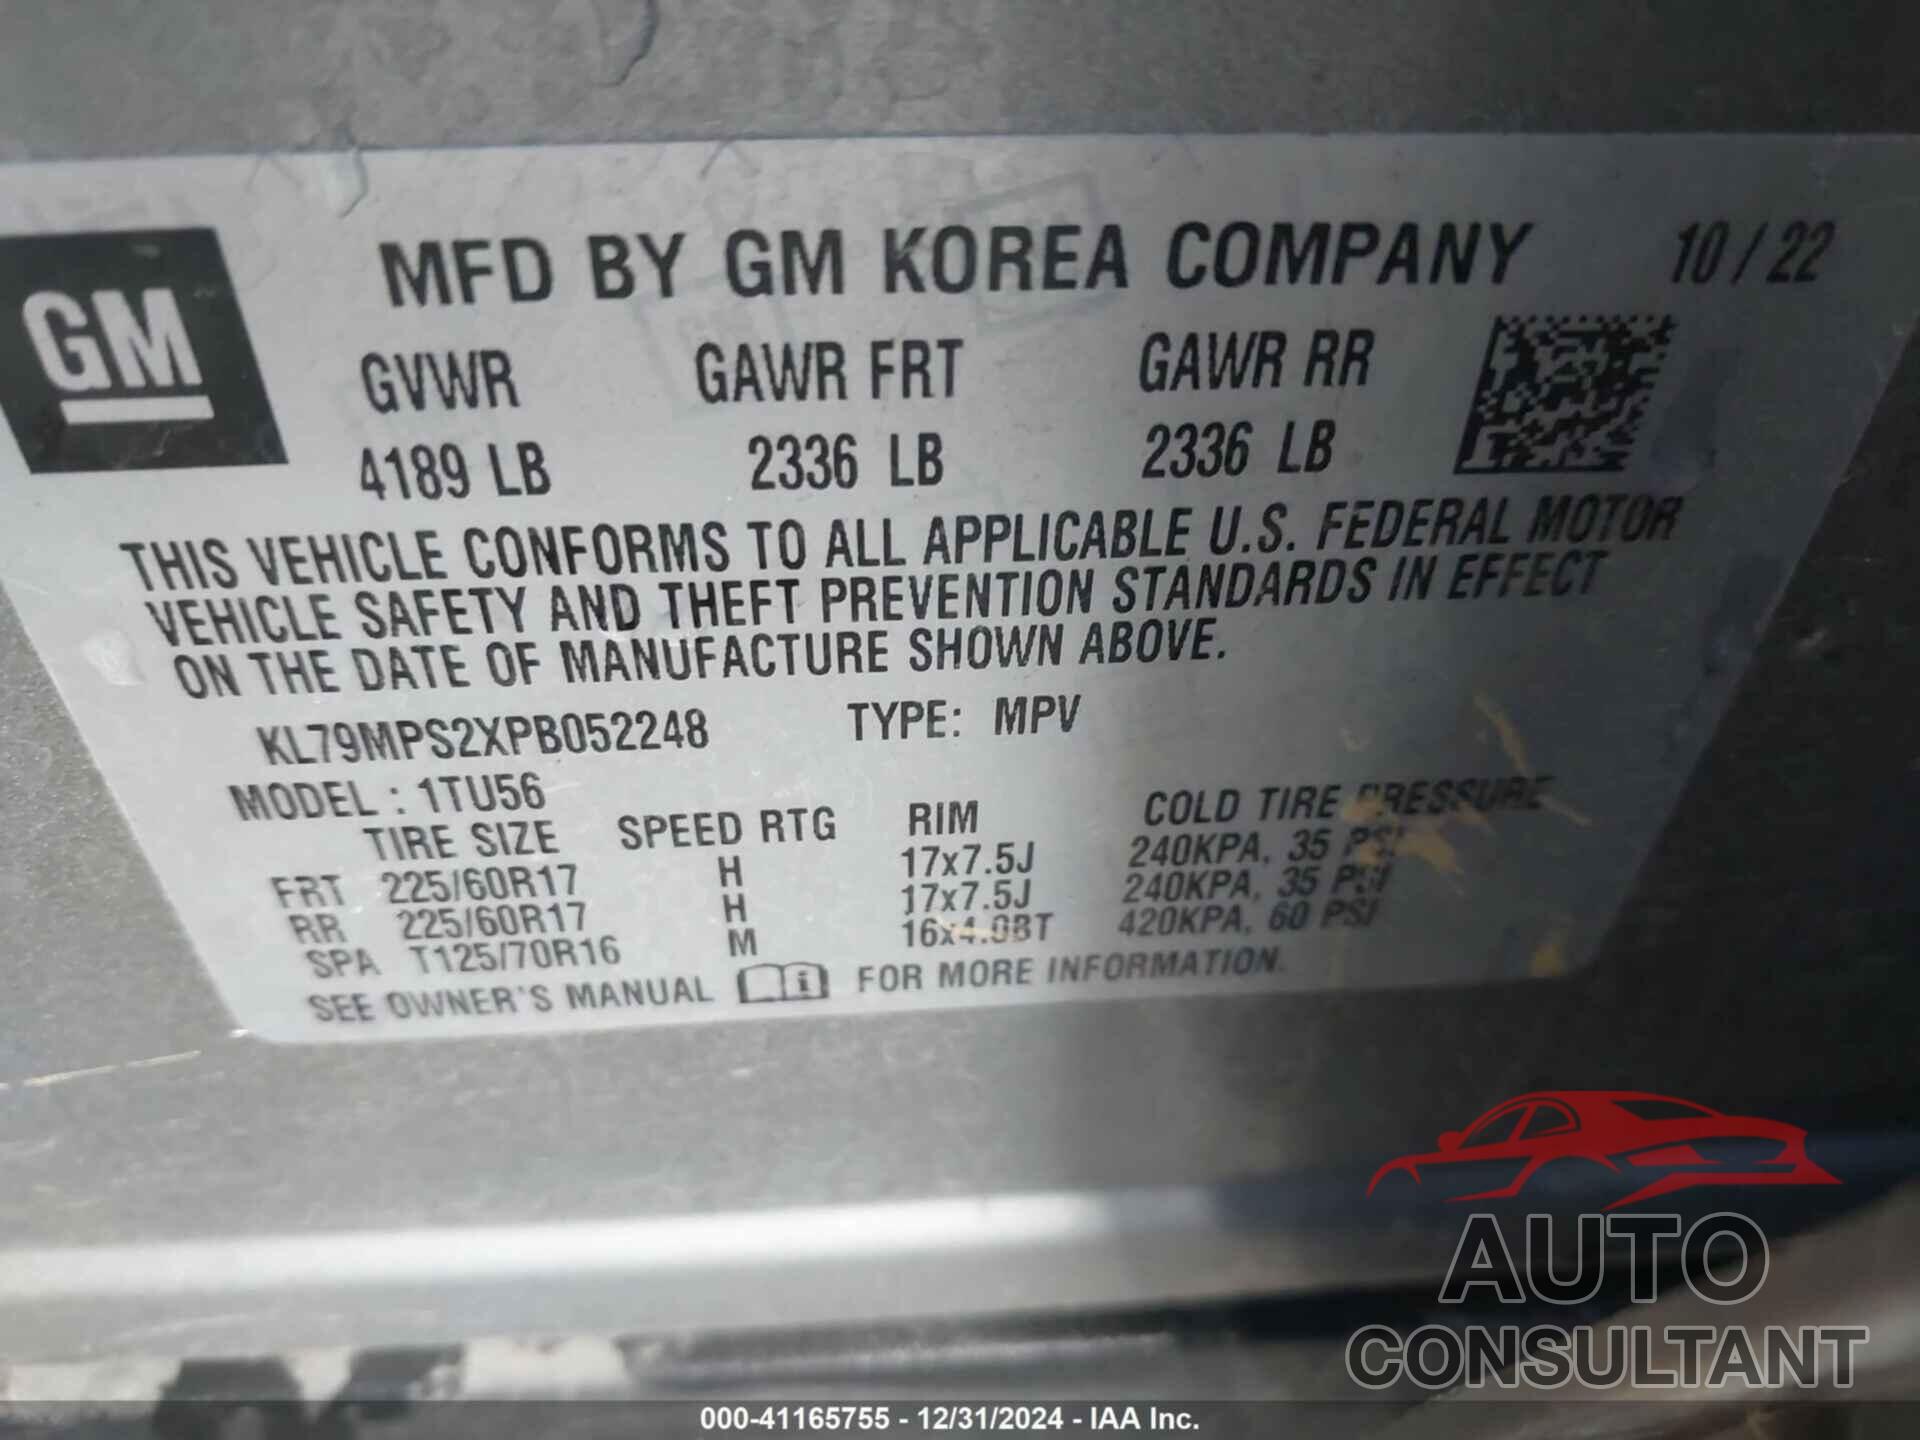 GM
MFD BY GM KOREA COMPANY 10/22
GVWR GAWR FRT GAWR RR
4189 LB 2336 LB 2336 LB
THIS VEHICLE CONFORMS TO ALL APPLICABLE U.S. FEDERAL MOTOR
VEHICLE SAFETY AND THEFT PREVENTION STANDARDS IN EFFECT
ON THE DATE OF MANUFACTURE SHOWN ABOVE.
KL79MPS2XPB052248 TYPE: MPV
MODEL : 1TU56
TIRE SIZE SPEED RTG RIM COLD TIRE PRESSURE
FRT 225/60R17 H 17x7.5J 240KPA, 35 PSI
RR 225/60R17 H 17x7.5J 240KPA, 35 PSI
SPA T125/70R16 M 16x4.0BT 420KPA, 60 PSI
SEE OWNER'S MANUAL FOR MORE INFORMATION.
AUTO
CONSULTANT
000-41165755 - 12/31/2024 - IAA Inc.